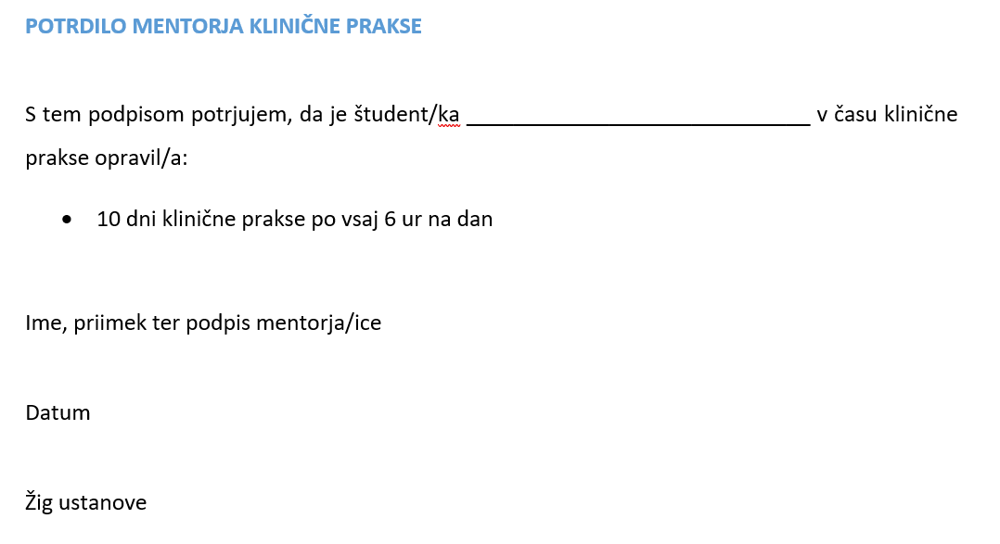 POTRDILO MENTORJA KLINIČNE PRAKSE
S tem podpisom potrjujem, da je študent/ka ______________________________ v času klinične
prakse opravil/a:
• 10 dni klinične prakse po vsaj 6 ur na dan
Ime, priimek ter podpis mentorja/ice
Datum
Žig ustanove